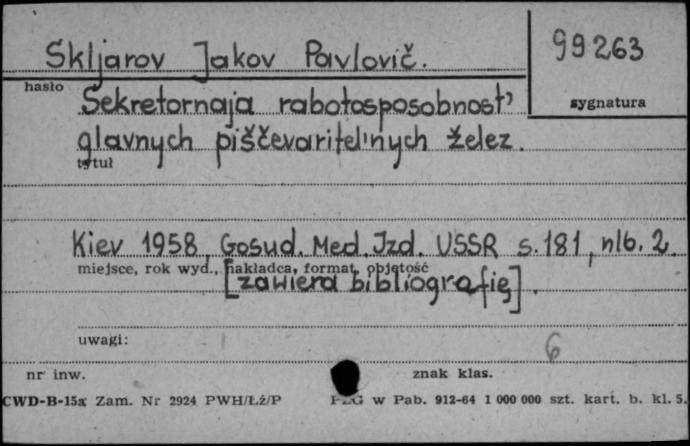 Skljarov Jakov Pavlovič.
99263
hasło
sygnatura
Sekretornaja rabotosposobnost'
glavnych piščevaritel'nych želez.
tytuł
Kiev 1958, Gosud. Med. Izd. USSR s. 181, nlb. 2.
miejsce, rok wyd., nakładca, format, objętość
[zawiera bibliografię].
uwagi:
6
nr inw.
znak klas.
CWD-B-15a Zam. Nr 2924 PWH/Łż/P
w Pab. 912-64 1 000 000 szt. kart. b. kl. 5.